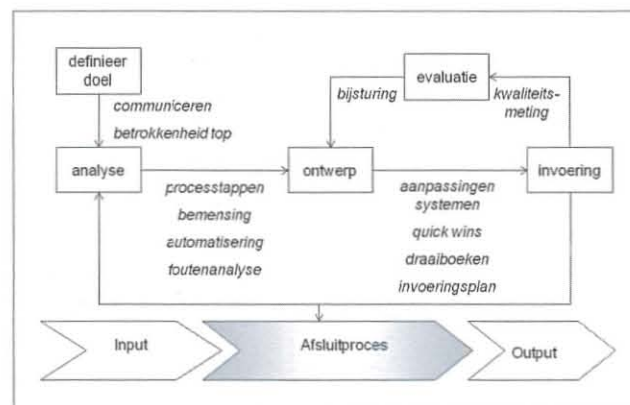 definieer
doel
communiceren
betrokkenheid top
evaluatie
bijsturing
kwaliteits-
meting
analyse
ontwerp
invoering
processtappen
bemensing
automatisering
foutenanalyse
aanpassingen
systemen
quick wins
draaiboeken
invoeringsplan
Input
Afsluitproces
Output